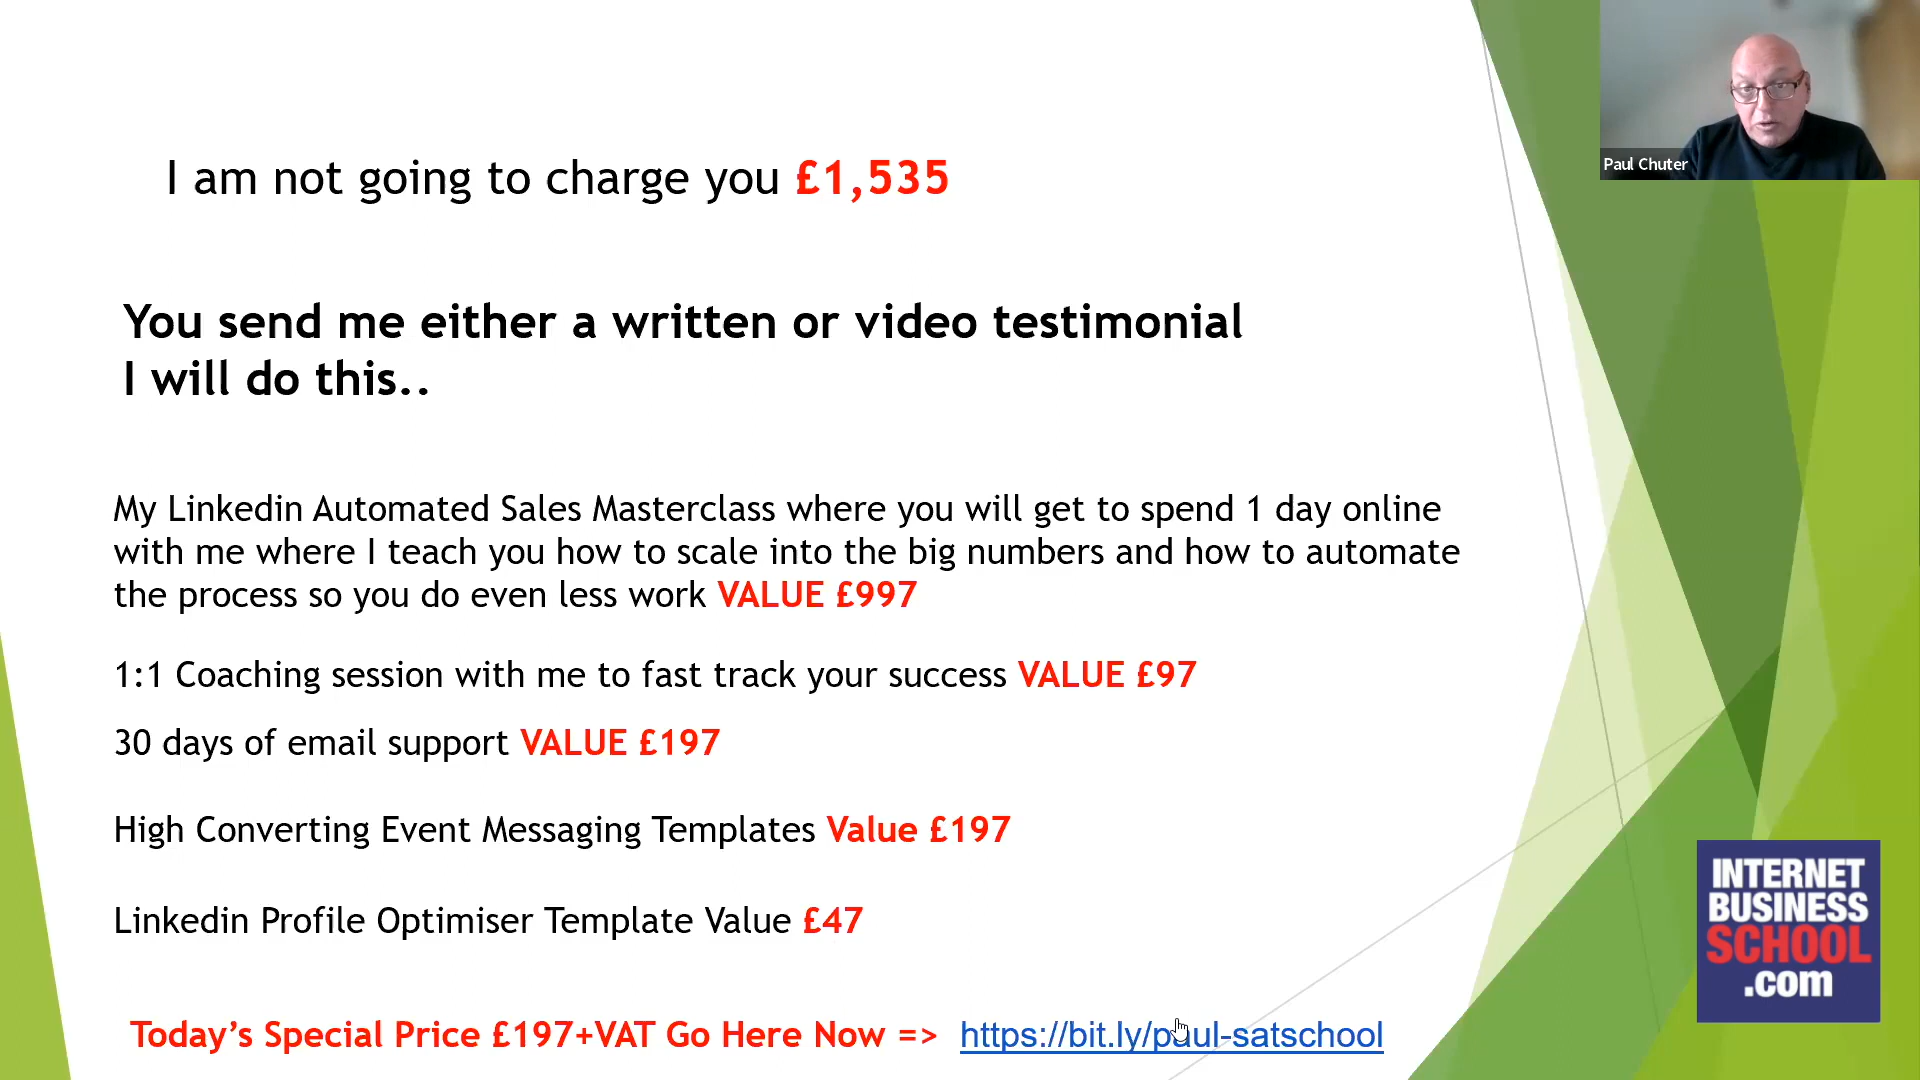 I am not going to charge you £1,535
Paul Chuter
You send me either a written or video testimonial
I will do this..
My Linkedin Automated Sales Masterclass where you will get to spend 1 day online
with me where I teach you how to scale into the big numbers and how to automate
the process so you do even less work VALUE £997
1:1 Coaching session with me to fast track your success VALUE £97
30 days of email support VALUE £197
High Converting Event Messaging Templates Value £197
Linkedin Profile Optimiser Template Value £47
INTERNET
BUSINESS
SCHOOL
.com
Today’s Special Price £197+VAT Go Here Now => https://bit.ly/paul-satschool